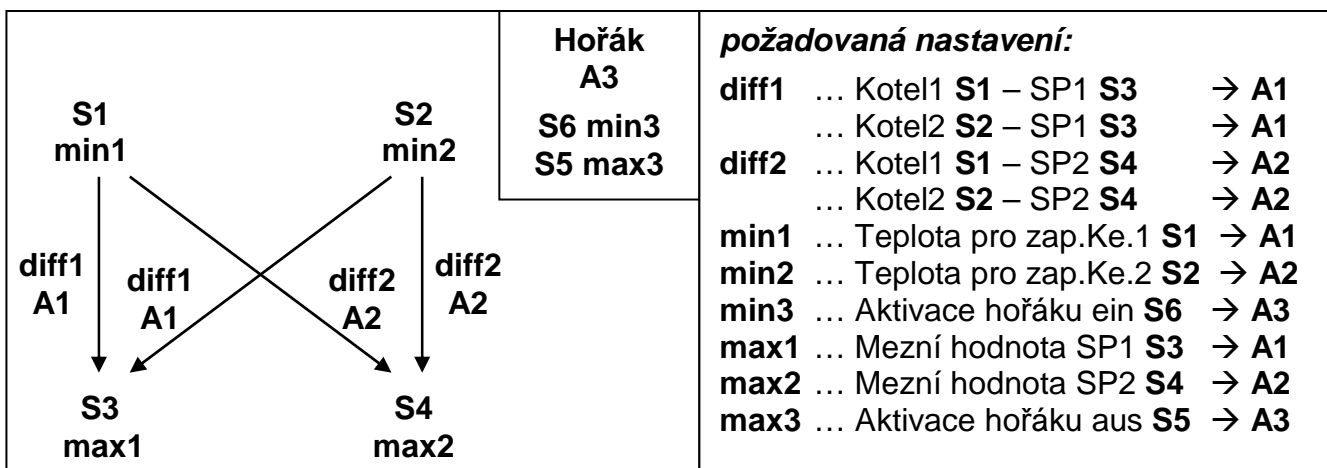 S1
min1
S2
min2
diff1
A1
diff1
A1
diff2
A2
diff2
A2
S3
max1
S4
max2
Hořák
A3
S6 min3
S5 max3
požadovaná nastavení:
diff1 … Kotel1 S1 – SP1 S3 → A1
… Kotel2 S2 – SP1 S3 → A1
diff2 … Kotel1 S1 – SP2 S4 → A2
… Kotel2 S2 – SP2 S4 → A2
min1 … Teplota pro zap.Ke.1 S1 → A1
min2 … Teplota pro zap.Ke.2 S2 → A2
min3 … Aktivace hořáku ein S6 → A3
max1 … Mezní hodnota SP1 S3 → A1
max2 … Mezní hodnota SP2 S4 → A2
max3 … Aktivace hořáku aus S5 → A3